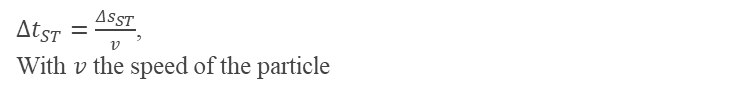 Δt_ST = Δs_ST / v,
With v the speed of the particle